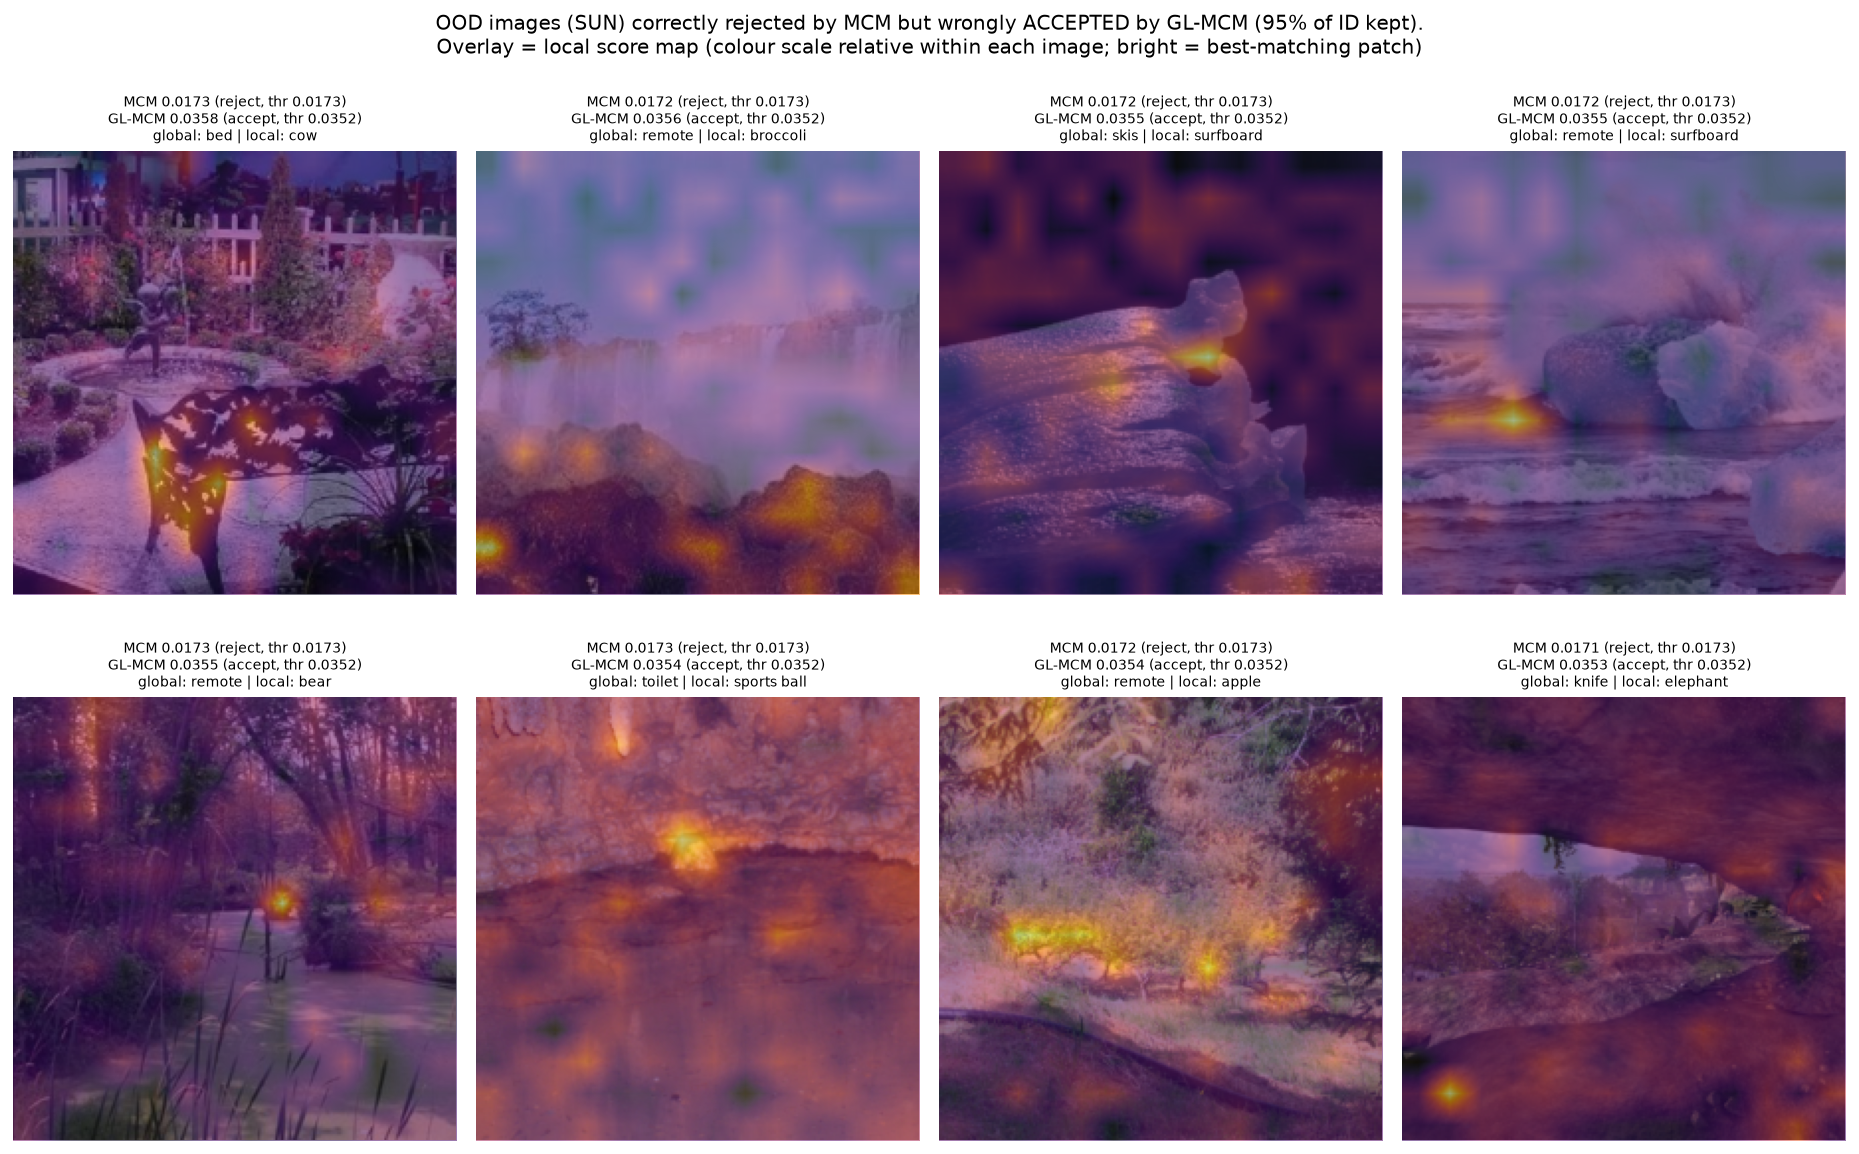 OOD images (SUN) correctly rejected by MCM but wrongly ACCEPTED by GL-MCM (95% of ID kept).
Overlay = local score map (colour scale relative within each image; bright = best-matching patch)
MCM 0.0173 (reject, thr 0.0173)
GL-MCM 0.0358 (accept, thr 0.0352)
global: bed | local: cow
MCM 0.0172 (reject, thr 0.0173)
GL-MCM 0.0356 (accept, thr 0.0352)
global: remote | local: broccoli
MCM 0.0172 (reject, thr 0.0173)
GL-MCM 0.0355 (accept, thr 0.0352)
global: skis | local: surfboard
MCM 0.0172 (reject, thr 0.0173)
GL-MCM 0.0355 (accept, thr 0.0352)
global: remote | local: surfboard
MCM 0.0173 (reject, thr 0.0173)
GL-MCM 0.0355 (accept, thr 0.0352)
global: remote | local: bear
MCM 0.0173 (reject, thr 0.0173)
GL-MCM 0.0354 (accept, thr 0.0352)
global: toilet | local: sports ball
MCM 0.0172 (reject, thr 0.0173)
GL-MCM 0.0354 (accept, thr 0.0352)
global: remote | local: apple
MCM 0.0171 (reject, thr 0.0173)
GL-MCM 0.0353 (accept, thr 0.0352)
global: knife | local: elephant